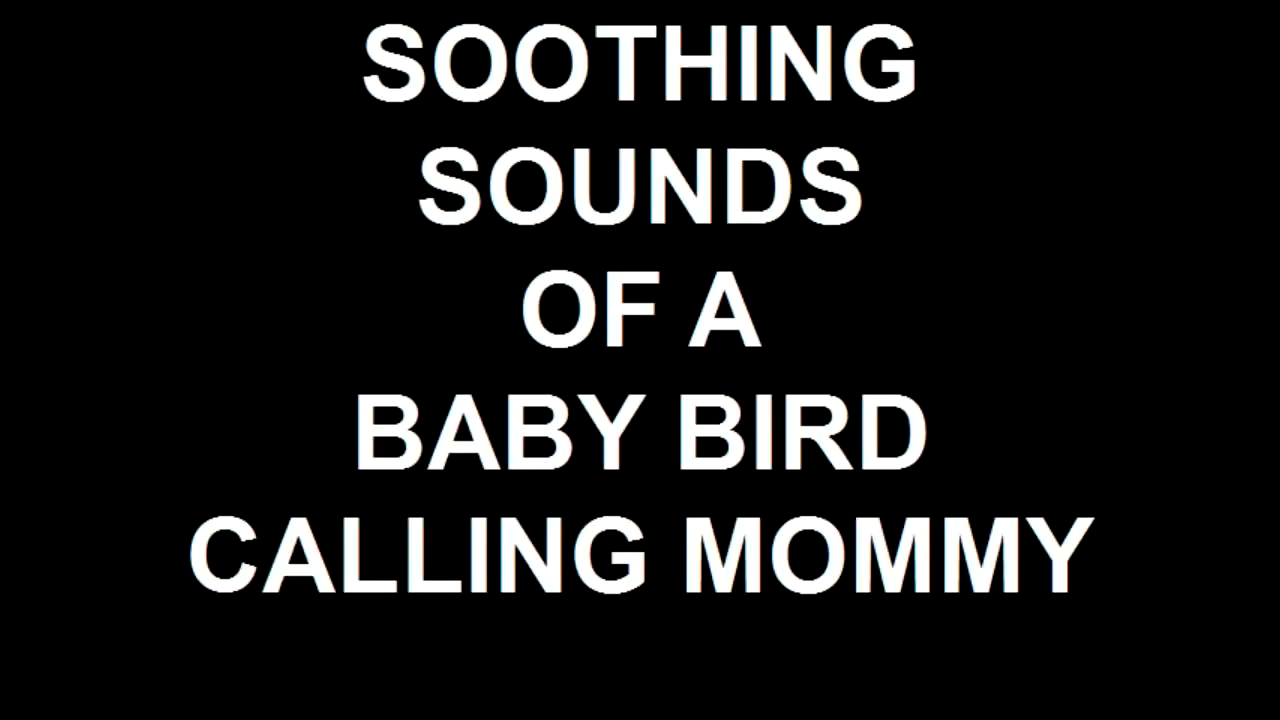 SOOTHING
SOUNDS
OF A
BABY BIRD
CALLING MOMMY